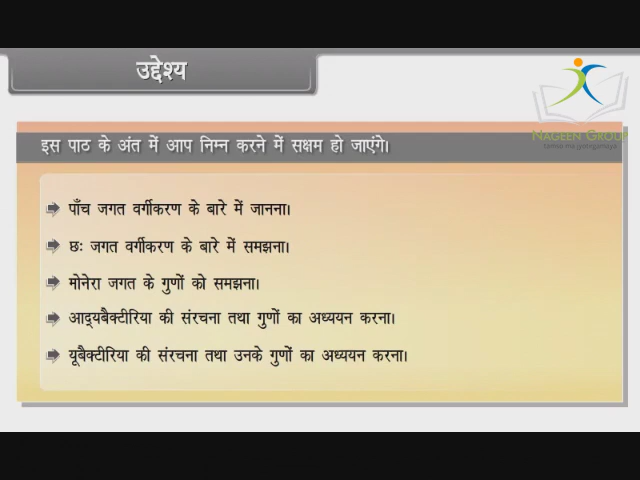 उद्देश्य
NAGEEN GROUP
इस पाठ के अंत में आप निम्न करने में सक्षम हो जाएंगे।
पाँच जगत वर्गीकरण के बारे में जानना।
छः जगत वर्गीकरण के बारे में समझना।
मोनेरा जगत के गुणों को समझना।
आद्यबैक्टीरिया की संरचना तथा गुणों का अध्ययन करना।
यूबैक्टीरिया की संरचना तथा उनके गुणों का अध्ययन करना।